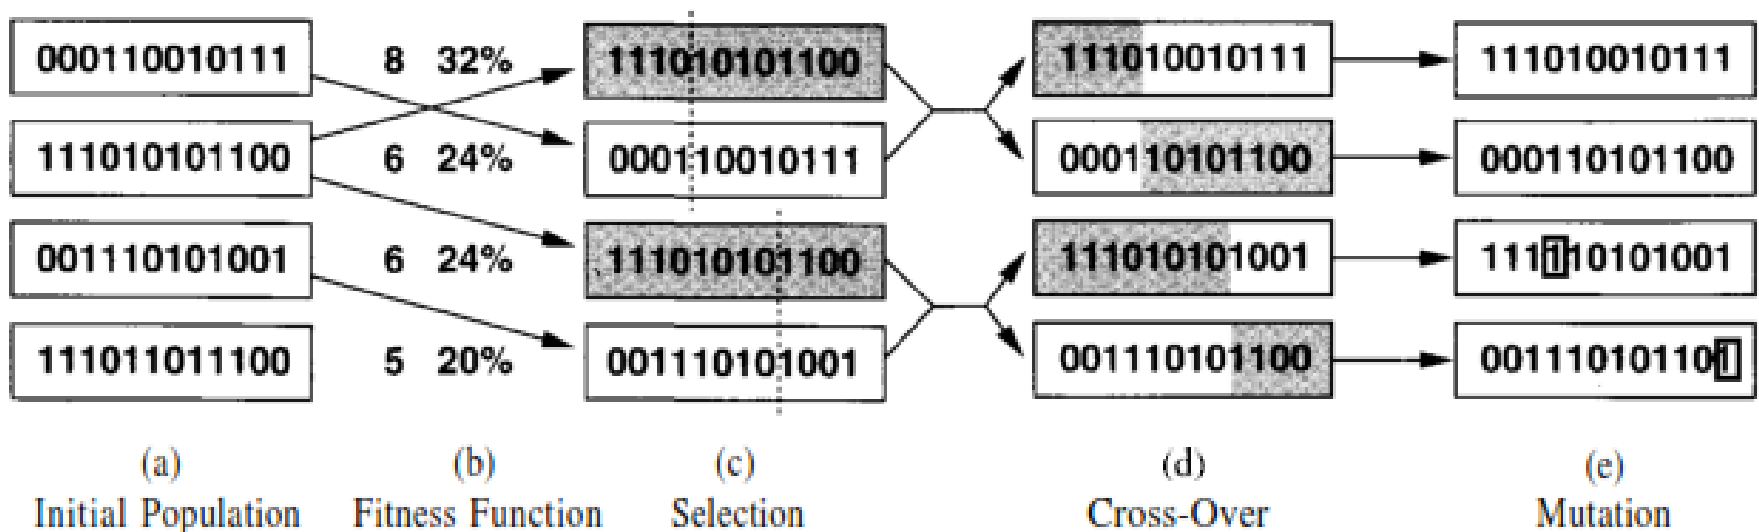 000110010111 8 32% 111010101100 111010010111 111010010111
111010101100 6 24% 000110010111 000110101100 000110101100
001110101001 6 24% 111010101100 111010101001 111110101001
111011011100 5 20% 001110101001 001110101100 001110101101
(a) (b) (c) (d) (e)
Initial Population Fitness Function Selection Cross-Over Mutation